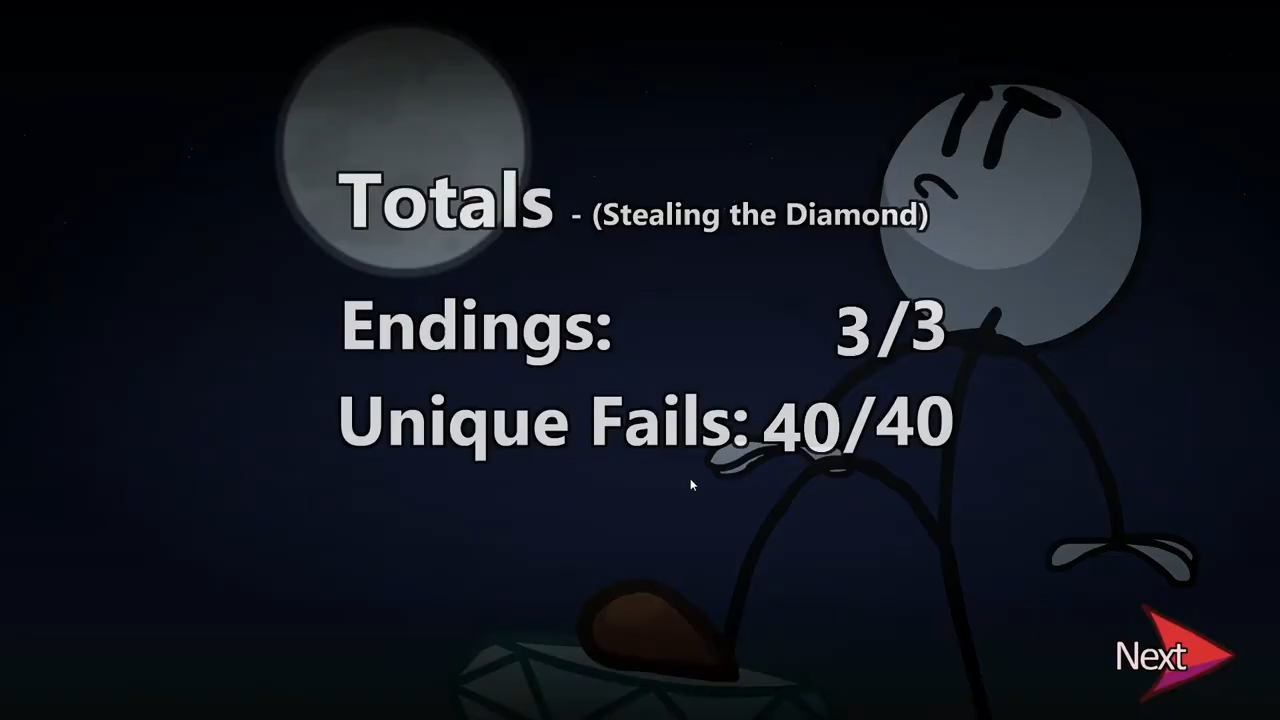 Totals - (Stealing the Diamond)
Endings: 3/3
Unique Fails: 40/40
Next